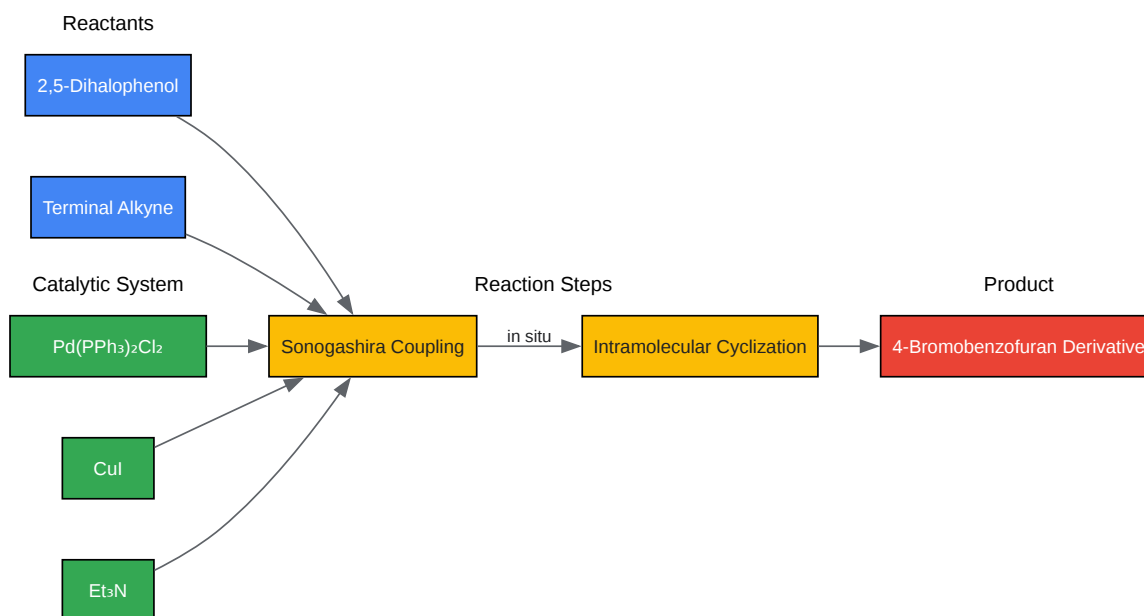 Reactants
2,5-Dihalophenol
Terminal Alkyne
Catalytic System
Reaction Steps
Product
Pd(PPh₃)₂Cl₂
Sonogashira Coupling
in situ
Intramolecular Cyclization
4-Bromobenzofuran Derivative
CuI
Et₃N